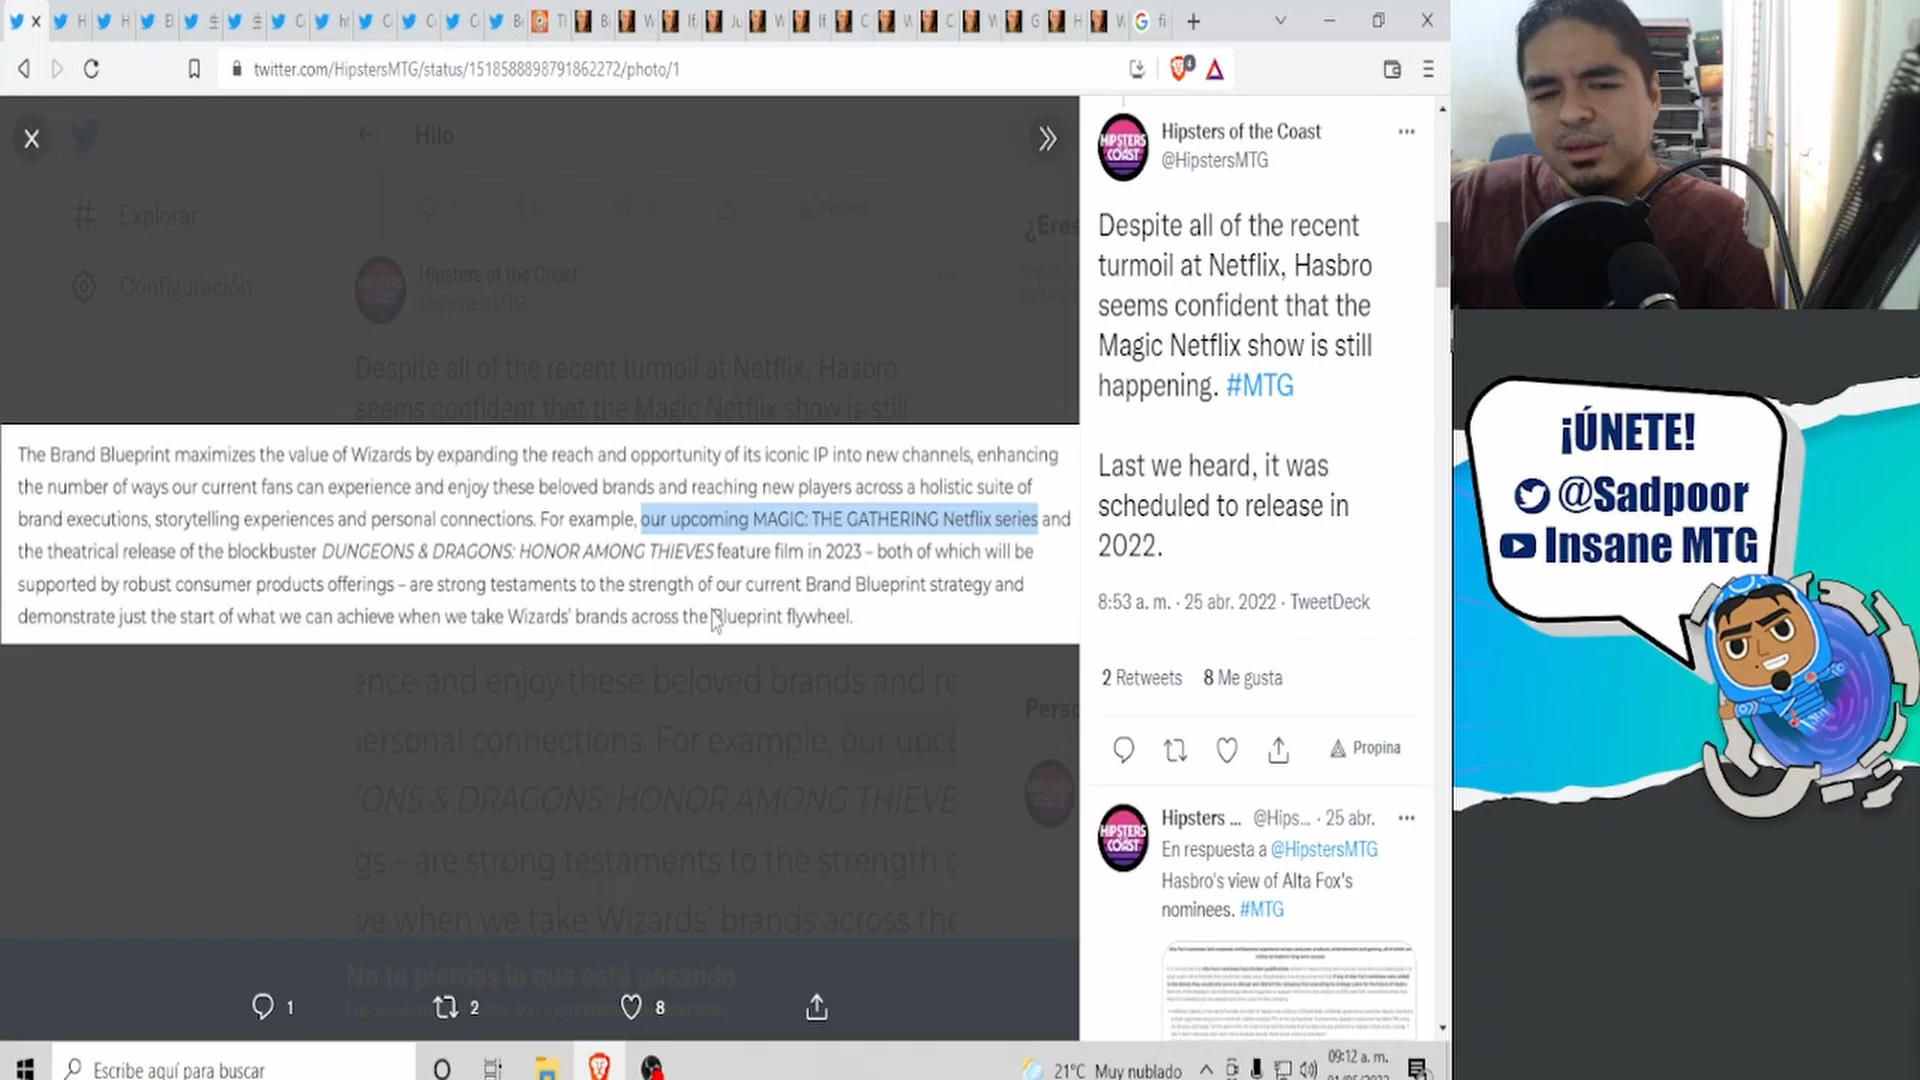 twitter.com/HipstersMTG/status/1518588898791862272/photo/1
Hilo
Explorar
Configuración
Hipsters of the Coast
@HipstersMTG
Despite all of the recent turmoil at Netflix, Hasbro
seems confident that the Magic Netflix show is still
The Brand Blueprint maximizes the value of Wizards by expanding the reach and opportunity of its iconic IP into new channels, enhancing
the number of ways our current fans can experience and enjoy these beloved brands and reaching new players across a holistic suite of
brand executions, storytelling experiences and personal connections. For example, our upcoming MAGIC: THE GATHERING Netflix series and
the theatrical release of the blockbuster DUNGEONS & DRAGONS: HONOR AMONG THIEVES feature film in 2023 – both of which will be
supported by robust consumer products offerings – are strong testaments to the strength of our current Brand Blueprint strategy and
demonstrate just the start of what we can achieve when we take Wizards' brands across the Blueprint flywheel.
ence and enjoy these beloved brands and re
personal connections. For example, our upco
ONS & DRAGONS: HONOR AMONG THIEVE
gs – are strong testaments to the strength o
ve when we take Wizards' brands across the
No te pierdas lo que está pasando
1
2
8
Hipsters of the Coast
@HipstersMTG
Despite all of the recent
turmoil at Netflix, Hasbro
seems confident that the
Magic Netflix show is still
happening. #MTG
Last we heard, it was
scheduled to release in
2022.
8:53 a. m. · 25 abr. 2022 · TweetDeck
2 Retweets 8 Me gusta
Propina
Hipsters ... @Hips... · 25 abr.
En respuesta a @HipstersMTG
Hasbro's view of Alta Fox's
nominees. #MTG
HIPSTERS
COAST
¡ÚNETE!
@Sadpoor
Insane MTG
Escribe aquí para buscar
21°C Muy nublado
09:12 a. m.